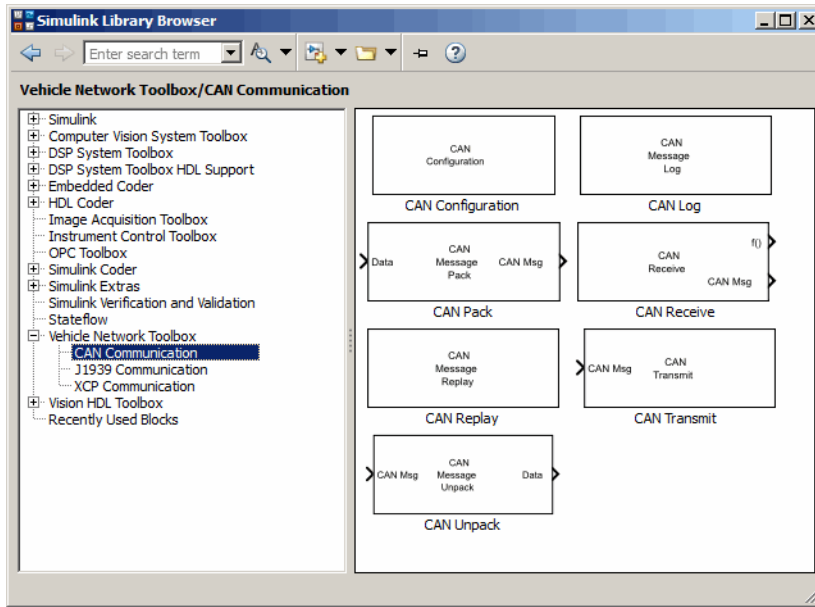 Simulink Library Browser
Enter search term
Vehicle Network Toolbox/CAN Communication
Simulink
Computer Vision System Toolbox
DSP System Toolbox
DSP System Toolbox HDL Support
Embedded Coder
HDL Coder
Image Acquisition Toolbox
Instrument Control Toolbox
OPC Toolbox
Simulink Coder
Simulink Extras
Simulink Verification and Validation
Stateflow
Vehicle Network Toolbox
CAN Communication
J1939 Communication
XCP Communication
Vision HDL Toolbox
Recently Used Blocks
CAN
Configuration
CAN Configuration
CAN
Message
Log
CAN Log
Data
CAN
Message
Pack
CAN Msg
CAN Pack
CAN
Receive
f()
CAN Msg
CAN Receive
CAN
Message
Replay
CAN Replay
CAN Msg
CAN
Transmit
CAN Transmit
CAN Msg
CAN
Message
Unpack
Data
CAN Unpack